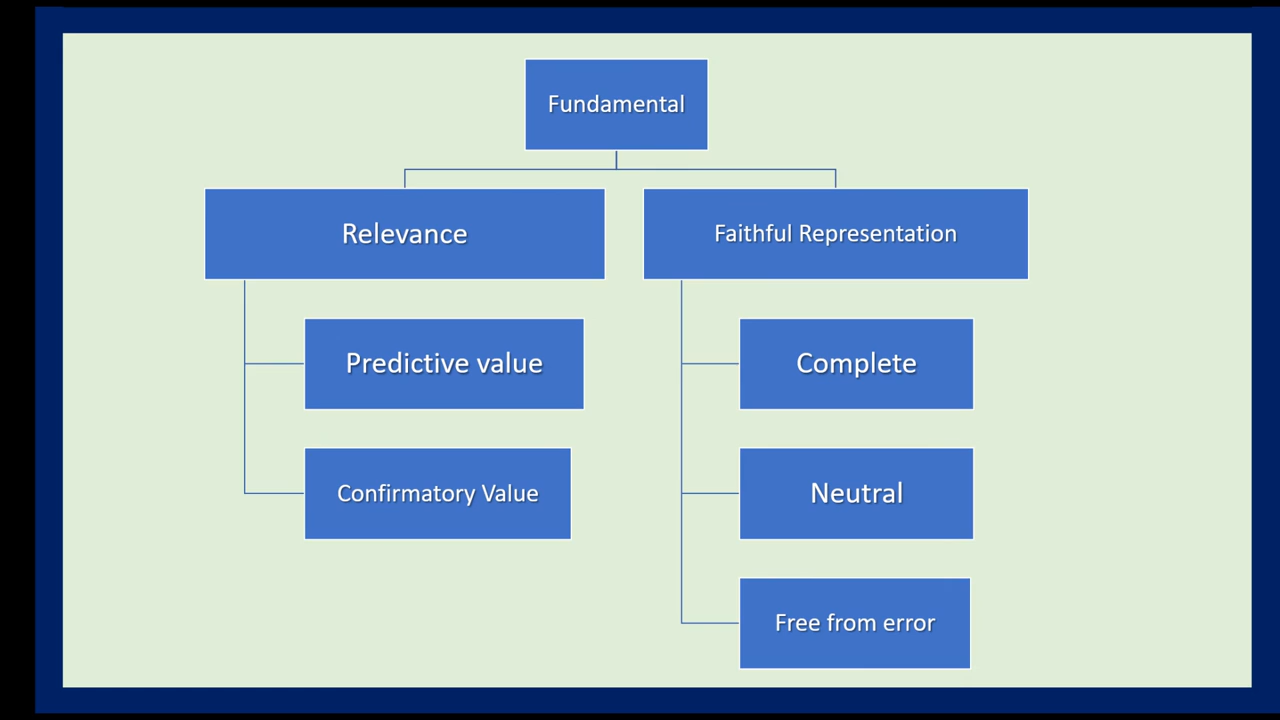 Fundamental
Relevance
Faithful Representation
Predictive value
Complete
Confirmatory Value
Neutral
Free from error